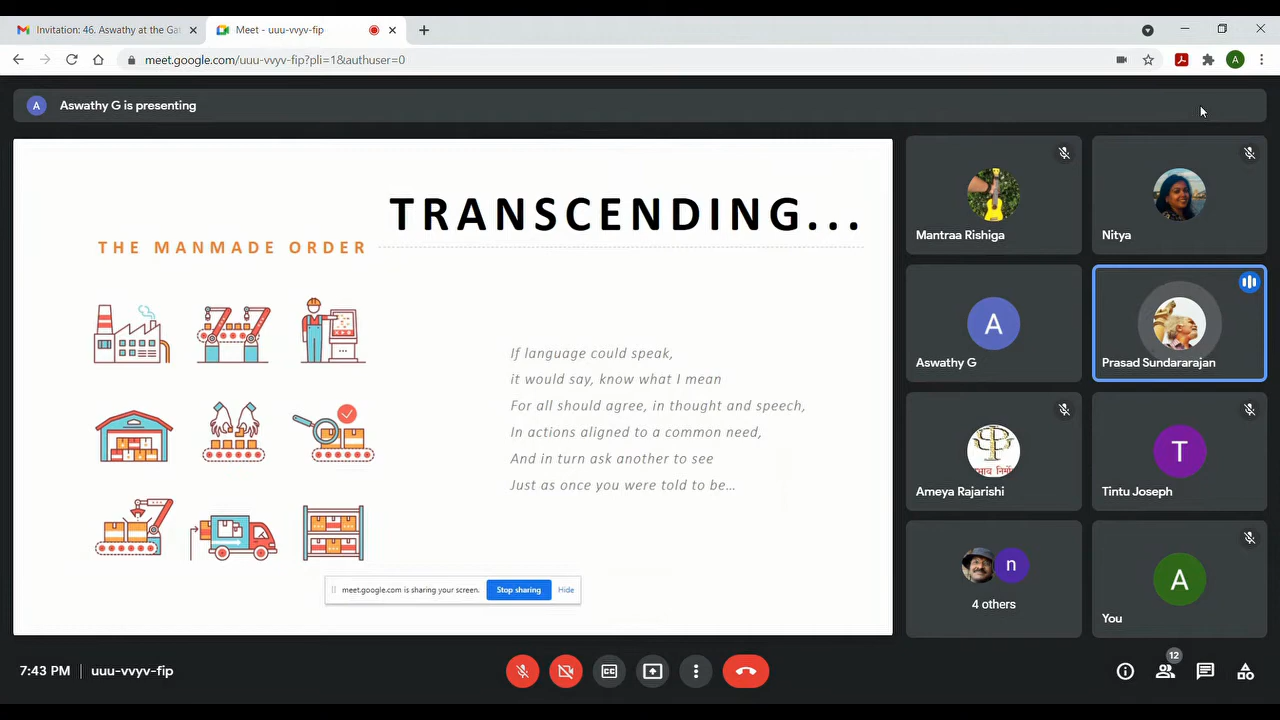 Invitation: 46. Aswathy at the Ga
Meet - uuu-vvyv-fip
meet.google.com/uuu-vvyv-fip?pli=1&authuser=0
A
A
Aswathy G is presenting
TRANSCENDING...
THE MANMADE ORDER
If language could speak,
it would say, know what I mean
For all should agree, in thought and speech,
In actions aligned to a common need,
And in turn ask another to see
Just as once you were told to be…
meet.google.com is sharing your screen.
Stop sharing
Hide
Mantraa Rishiga
Nitya
A
Aswathy G
Prasad Sundararajan
Ameya Rajarishi
T
Tintu Joseph
n
4 others
A
You
7:43 PM
uuu-vvyv-fip
CC
12